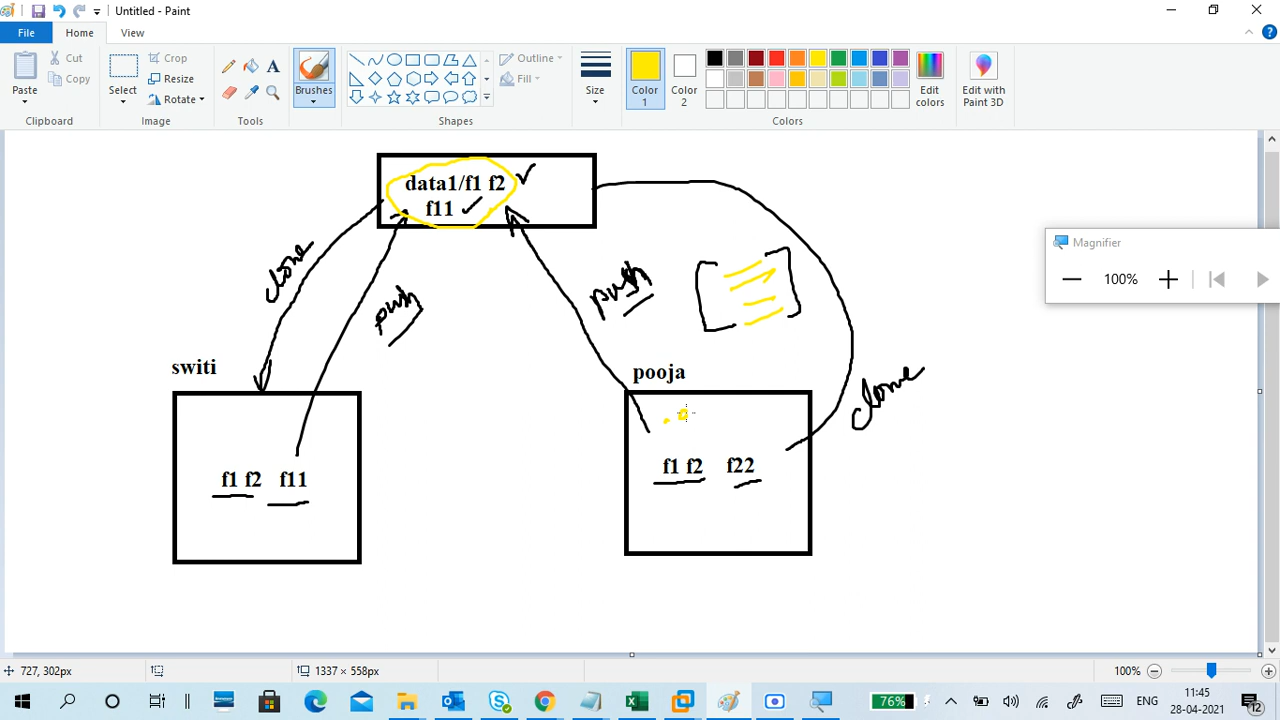 Untitled - Paint
File
Home
View
Paste
Cut
Copy
Clipboard
Select
Crop
Resize
Rotate
Image
A
Tools
Brushes
Shapes
Outline
Fill
Size
Color 1
Color 2
Colors
Edit colors
Edit with Paint 3D
data1/f1 f2
f11
clone
push
push
clone
switi
f1 f2 f11
pooja
f1 f2 f22
Magnifier
100%
727, 302px
1337 × 558px
100%
76%
ENG
11:45
28-04-2021
12